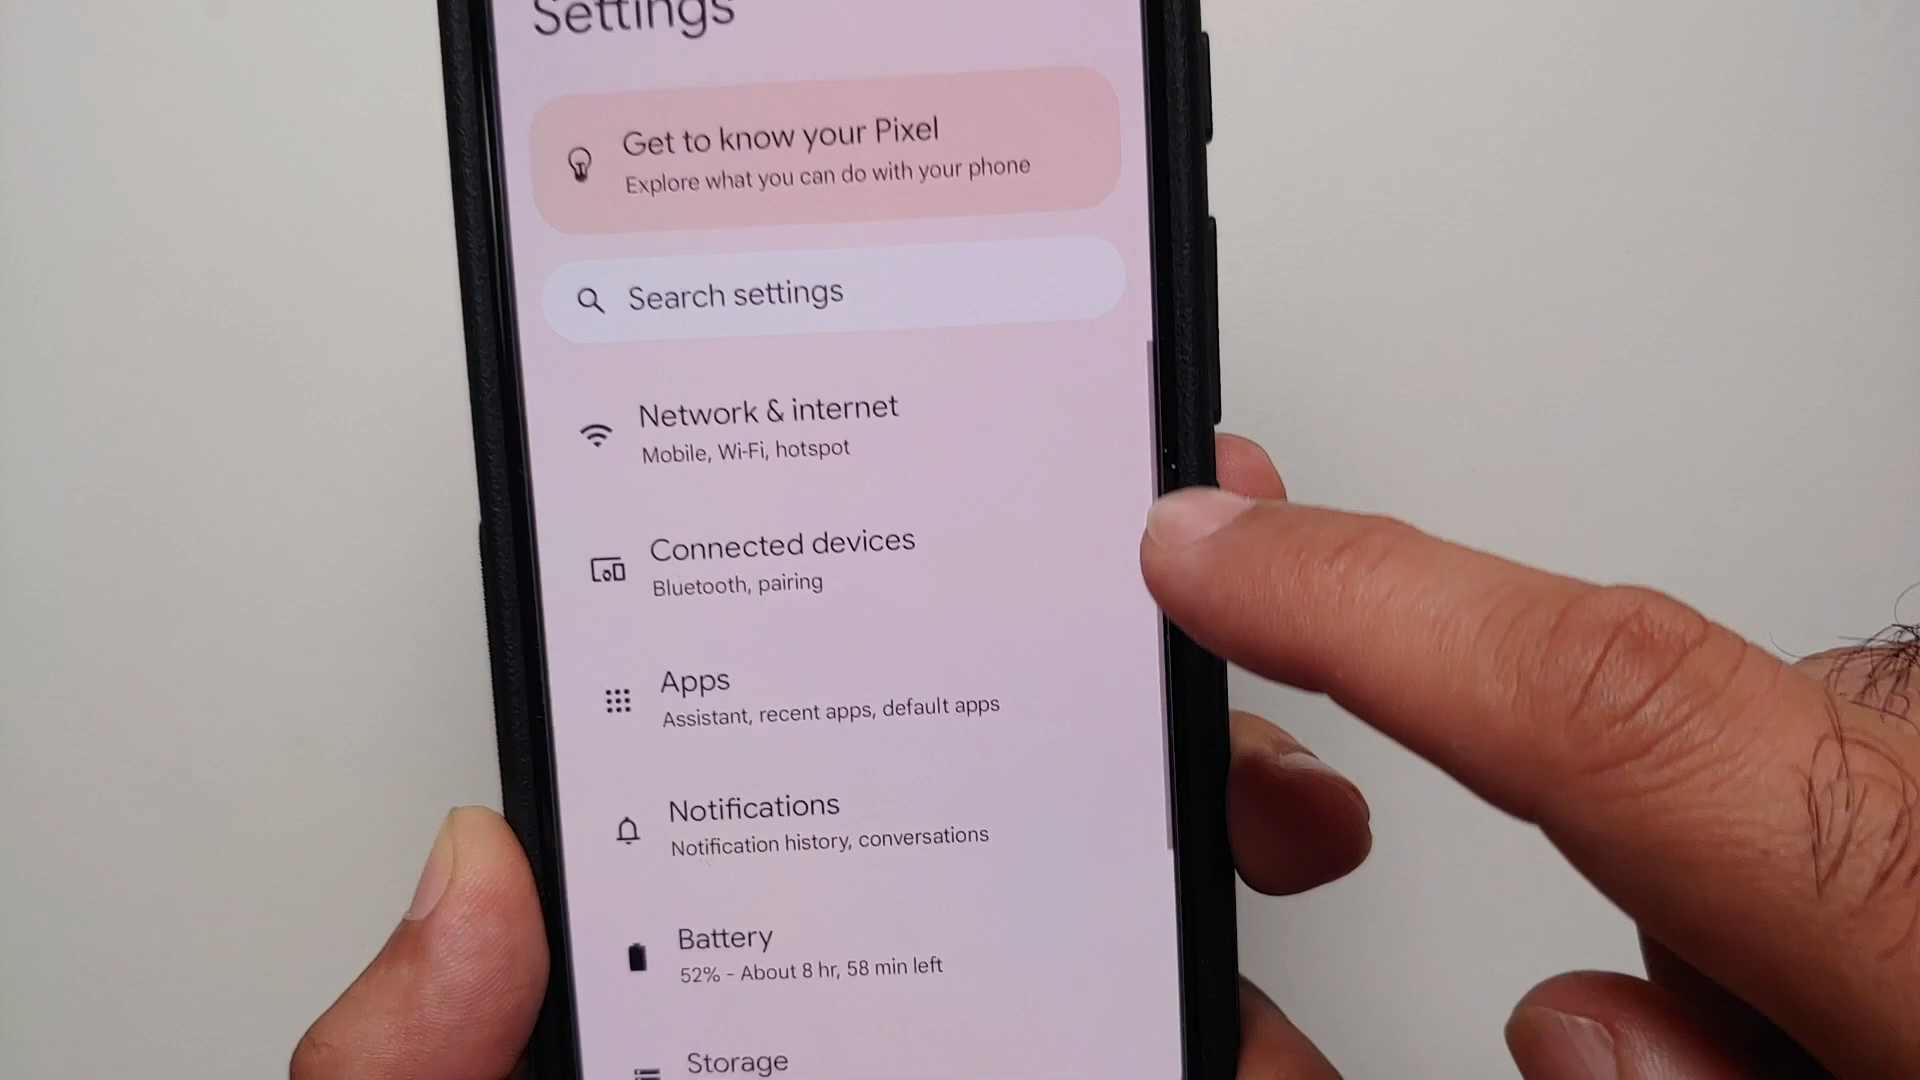 Settings
Get to know your Pixel
Explore what you can do with your phone
Search settings
Network & internet
Mobile, Wi-Fi, hotspot
Connected devices
Bluetooth, pairing
Apps
Assistant, recent apps, default apps
Notifications
Notification history, conversations
Battery
52% - About 8 hr, 58 min left
Storage